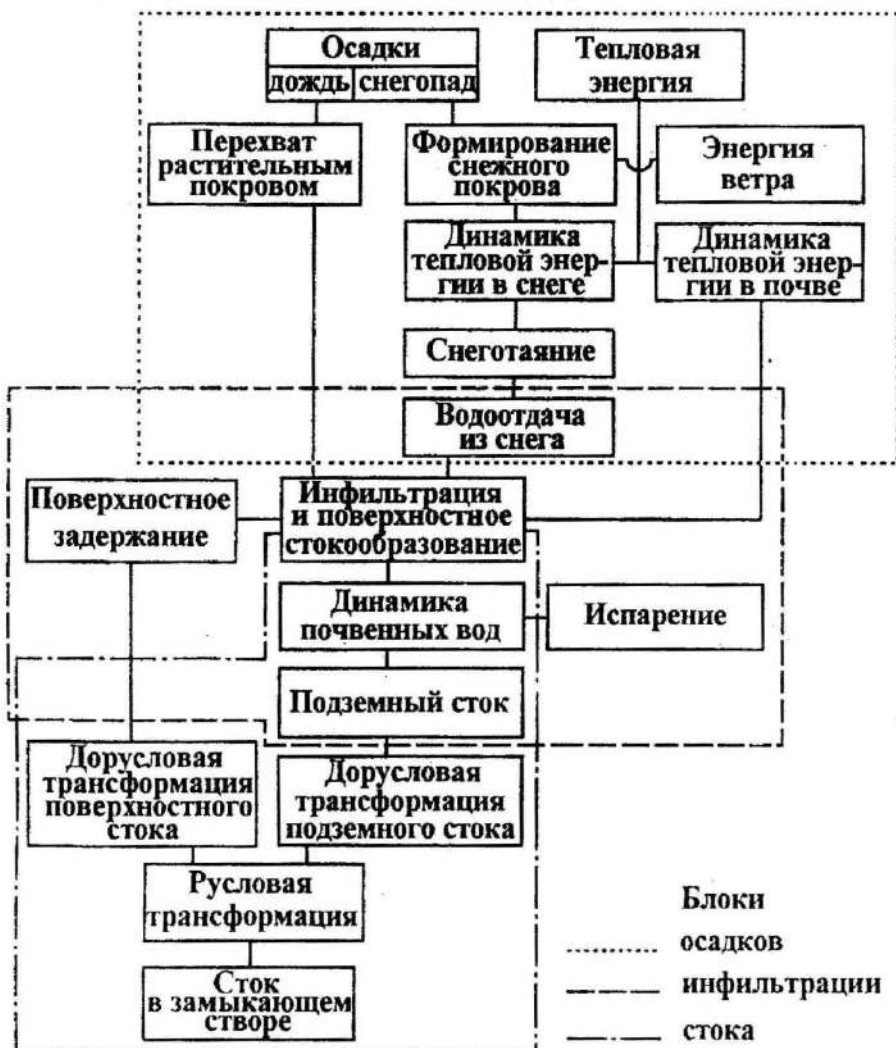 Осадки
дождь снегопад
Тепловая
энергия
Перехват
растительным
покровом
Формирование
снежного
покрова
Энергия
ветра
Динамика
тепловой энер-
гии в снеге
Динамика
тепловой энер-
гии в почве
Снеготаяние
Водоотдача
из снега
Поверхностное
задержание
Инфильтрация
и поверхностное
стокообразование
Динамика
почвенных вод
Испарение
Подземный сток
Дорусловая
трансформация
поверхностного
стока
Дорусловая
трансформация
подземного стока
Русловая
трансформация
Сток
в замыкающем
створе
Блоки
осадков
инфильтрации
стока